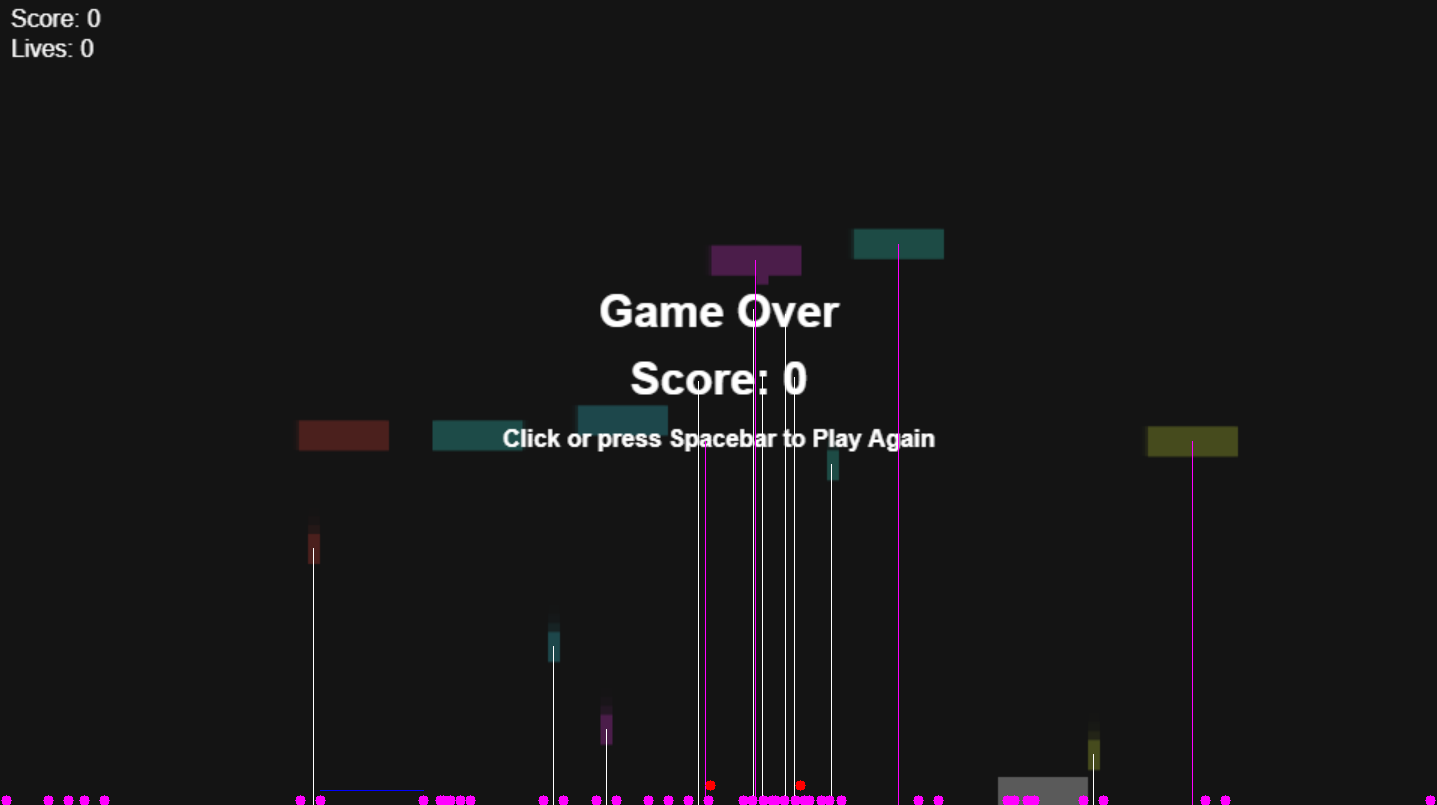 Score: 0
Lives: 0
Game Over
Score: 0
Click or press Spacebar to Play Again